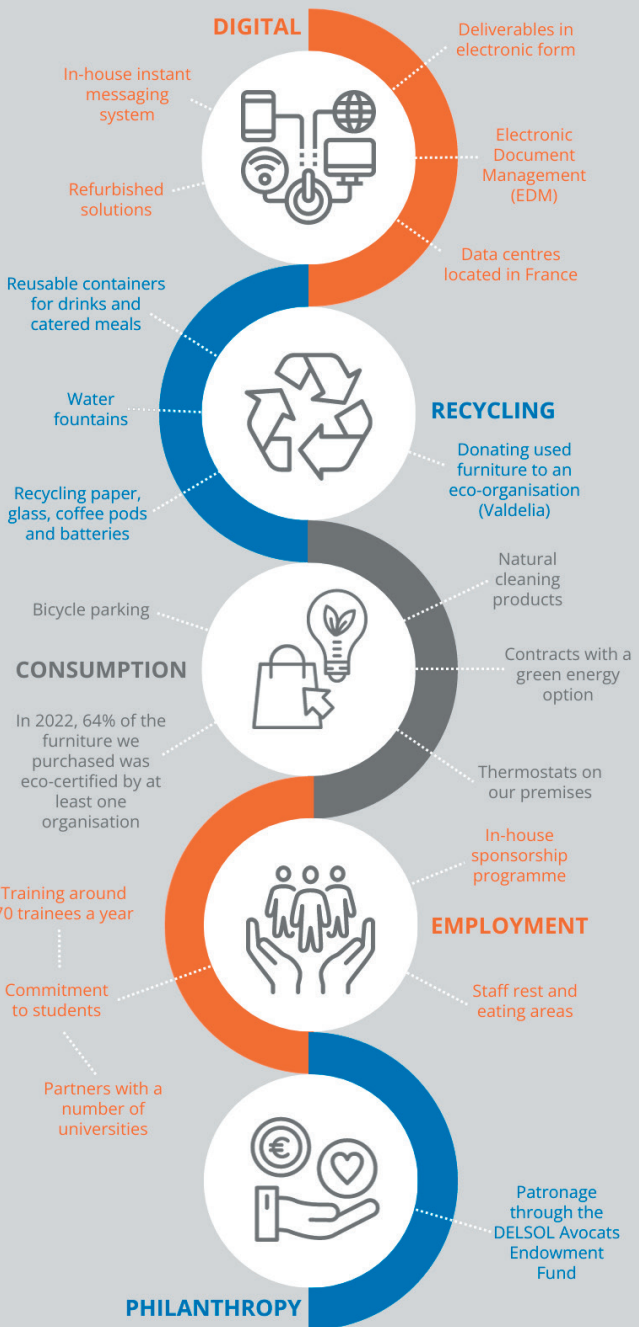 DIGITAL
Deliverables in
electronic form
In-house instant
messaging
system
Electronic
Document
Management
(EDM)
Refurbished
solutions
Data centres
located in France
Reusable containers
for drinks and
catered meals
Water
fountains
RECYCLING
Donating used
furniture to an
eco-organisation
(Valdelia)
Recycling paper,
glass, coffee pods
and batteries
Natural
cleaning
products
Bicycle parking
CONSUMPTION
Contracts with a
green energy
option
In 2022, 64% of the
furniture we
purchased was
eco-certified by at
least one
organisation
Thermostats on
our premises
In-house
sponsorship
programme
Training around
70 trainees a year
EMPLOYMENT
Commitment
to students
Staff rest and
eating areas
Partners with a
number of
universities
€
Patronage
through the
DELSOL Avocats
Endowment
Fund
PHILANTHROPY